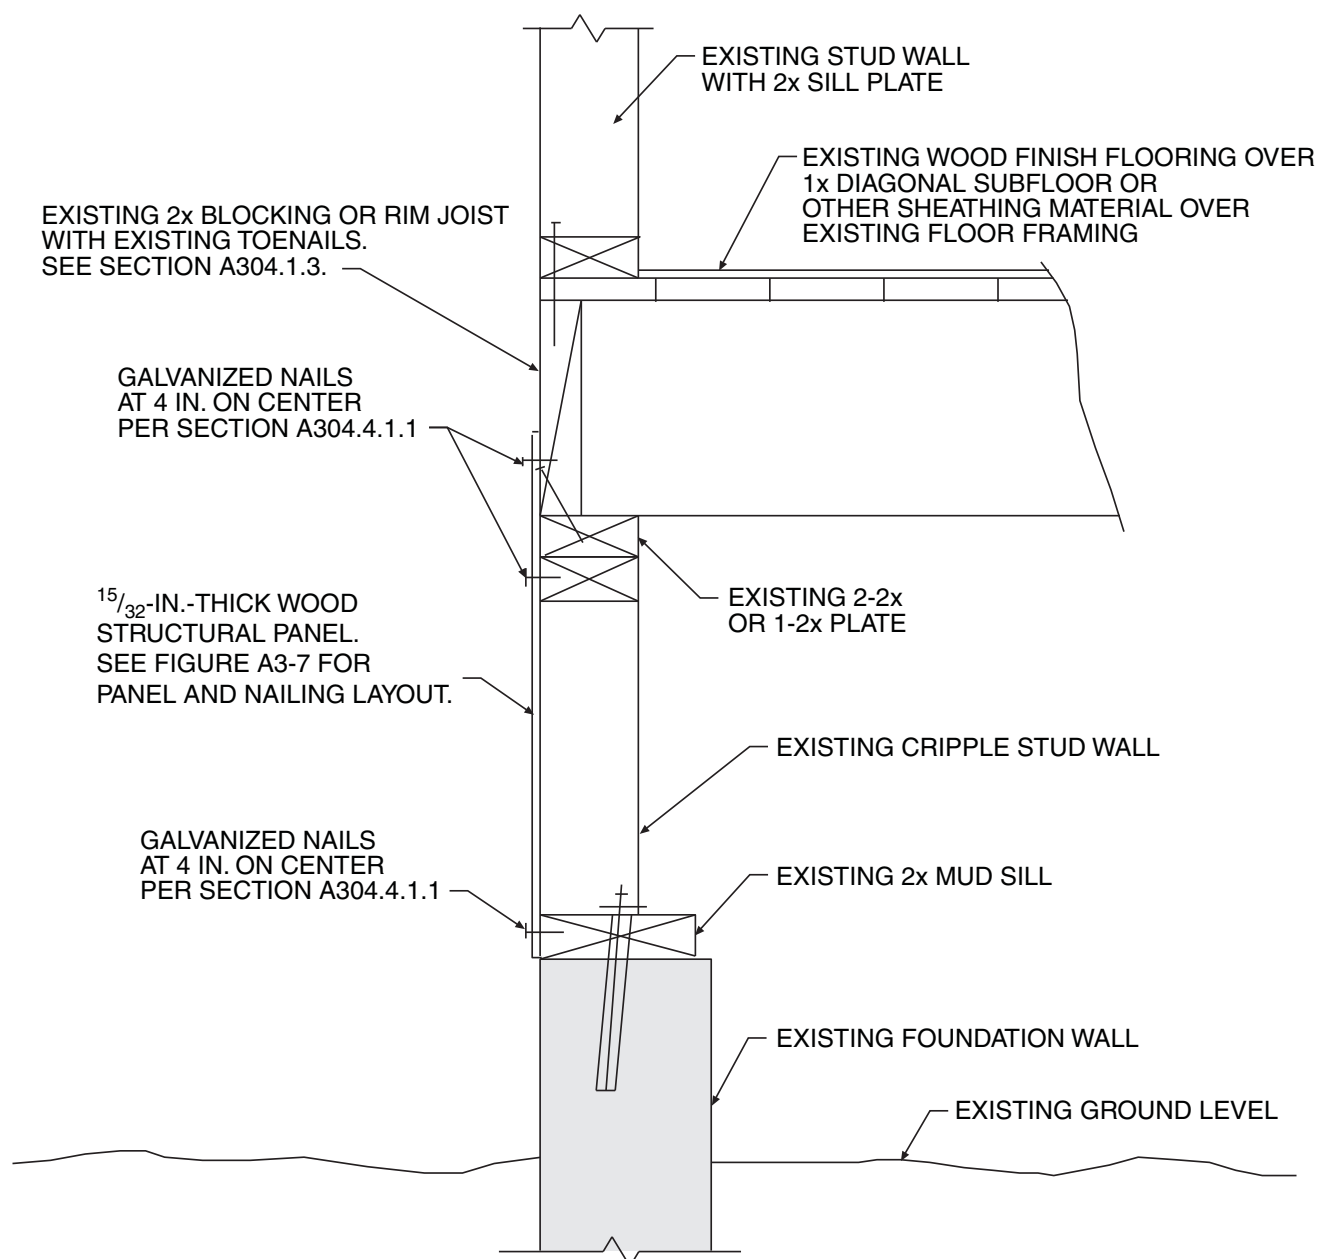 EXISTING STUD WALL
WITH 2x SILL PLATE
EXISTING WOOD FINISH FLOORING OVER
1x DIAGONAL SUBFLOOR OR
OTHER SHEATHING MATERIAL OVER
EXISTING FLOOR FRAMING
EXISTING 2x BLOCKING OR RIM JOIST
WITH EXISTING TOENAILS.
SEE SECTION A304.1.3.
GALVANIZED NAILS
AT 4 IN. ON CENTER
PER SECTION A304.4.1.1
15/32-IN.-THICK WOOD
STRUCTURAL PANEL.
SEE FIGURE A3-7 FOR
PANEL AND NAILING LAYOUT.
EXISTING 2-2x
OR 1-2x PLATE
EXISTING CRIPPLE STUD WALL
GALVANIZED NAILS
AT 4 IN. ON CENTER
PER SECTION A304.4.1.1
EXISTING 2x MUD SILL
EXISTING FOUNDATION WALL
EXISTING GROUND LEVEL